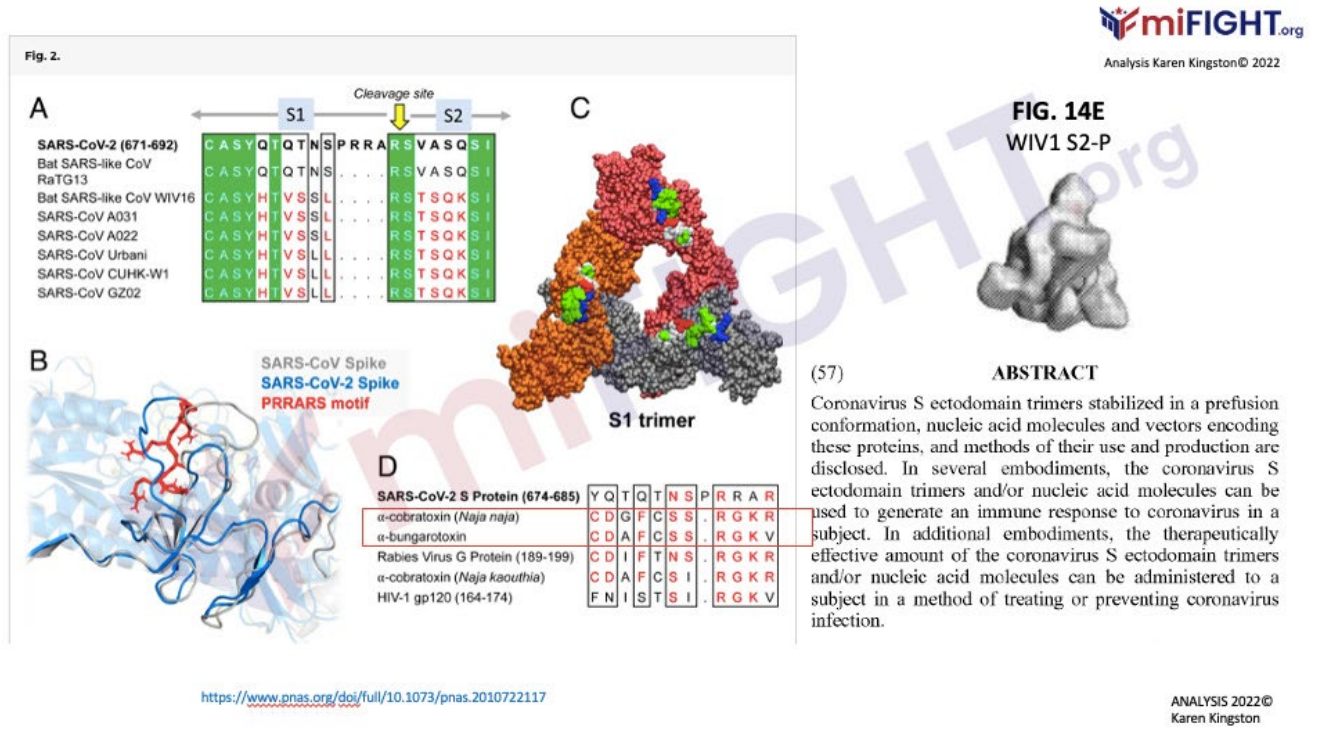 miFIGHT.org
Analysis Karen Kingston© 2022
Fig. 2.
A
Cleavage site
S1
S2
SARS-CoV-2 (671-692) C A S Y Q T Q T N S P R R A R S V A S Q S I
Bat SARS-like CoV
RaTG13 C A S Y Q T Q T N S . . . . R S V A S Q S I
Bat SARS-like CoV WIV16 C A S Y H T V S S L . . . . R S T S Q K S I
SARS-CoV A031 C A S Y H T V S S L . . . . R S T S Q K S I
SARS-CoV A022 C A S Y H T V S S L . . . . R S T S Q K S I
SARS-CoV Urbani C A S Y H T V S L L . . . . R S T S Q K S I
SARS-CoV CUHK-W1 C A S Y H T V S L L . . . . R S T S Q K S I
SARS-CoV GZ02 C A S Y H T V S L L . . . . R S T S Q K S I
B
SARS-CoV Spike
SARS-CoV-2 Spike
PRRARS motif
C
S1 trimer
D
SARS-CoV-2 S Protein (674-685) Y Q T Q T N S P R R A R
α-cobratoxin (Naja naja) C D G F C S S . R G K R
α-bungarotoxin C D A F C S S . R G K V
Rabies Virus G Protein (189-199) C D I F T N S . R G K R
α-cobratoxin (Naja kaouthia) C D A F C S I . R G K R
HIV-1 gp120 (164-174) F N I S T S I . R G K V
FIG. 14E
WIV1 S2-P
(57) ABSTRACT
Coronavirus S ectodomain trimers stabilized in a prefusion
conformation, nucleic acid molecules and vectors encoding
these proteins, and methods of their use and production are
disclosed. In several embodiments, the coronavirus S
ectodomain trimers and/or nucleic acid molecules can be
used to generate an immune response to coronavirus in a
subject. In additional embodiments, the therapeutically
effective amount of the coronavirus S ectodomain trimers
and/or nucleic acid molecules can be administered to a
subject in a method of treating or preventing coronavirus
infection.
miFIGHT.org
https://www.pnas.org/doi/full/10.1073/pnas.2010722117
ANALYSIS 2022©
Karen Kingston